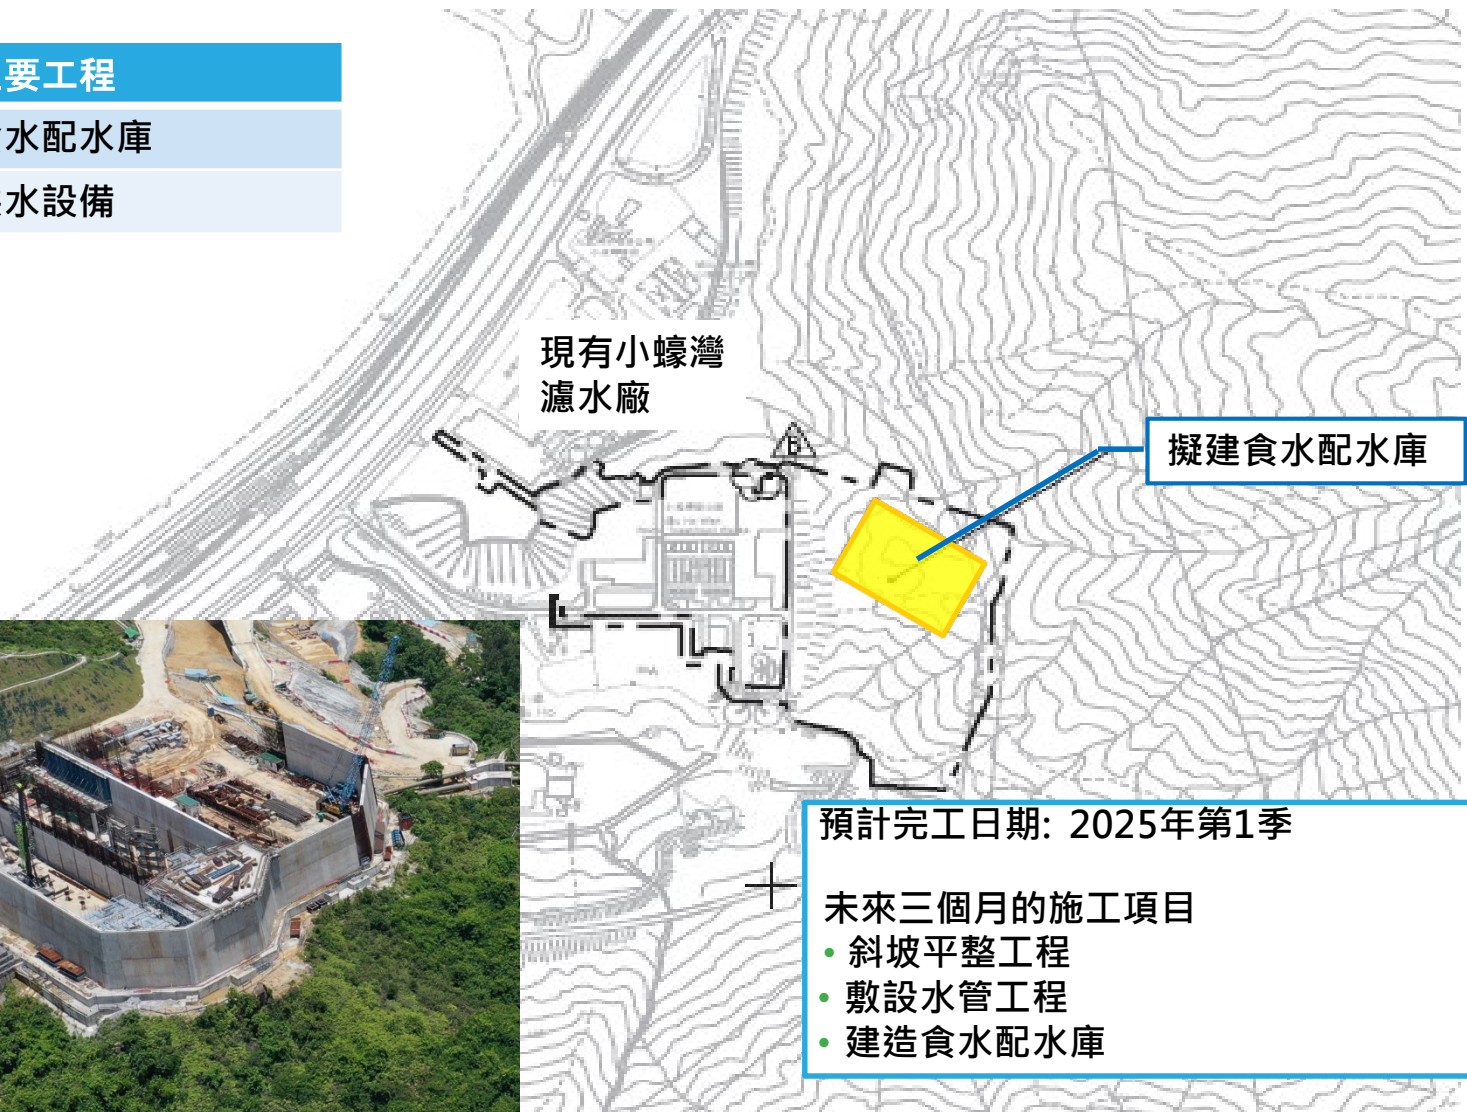 要工程
水配水庫
水設備
現有小蠔灣
濾水廠
B
擬建食水配水庫
預計完工日期: 2025年第1季
未來三個月的施工項目
• 斜坡平整工程
• 敷設水管工程
• 建造食水配水庫